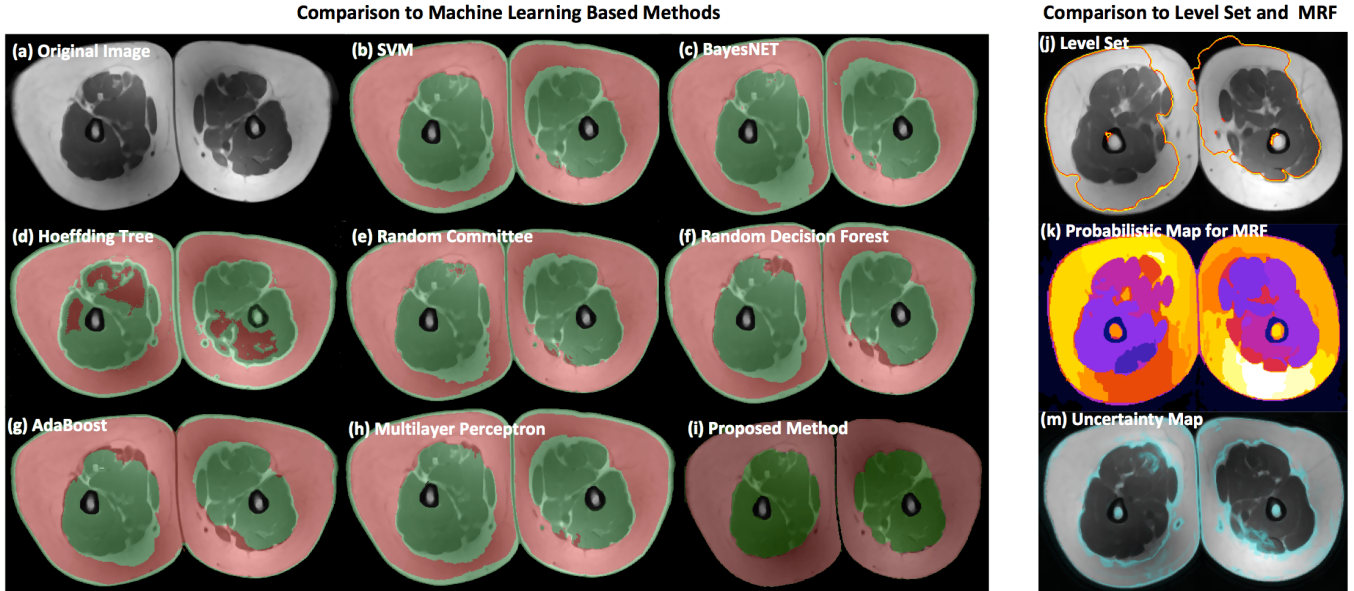 Comparison to Machine Learning Based Methods
Comparison to Level Set and MRF
(a) Original Image
(b) SVM
(c) BayesNET
(j) Level Set
(d) Hoeffding Tree
(e) Random Committee
(f) Random Decision Forest
(k) Probabilistic Map for MRF
(g) AdaBoost
(h) Multilayer Perceptron
(i) Proposed Method
(m) Uncertainty Map